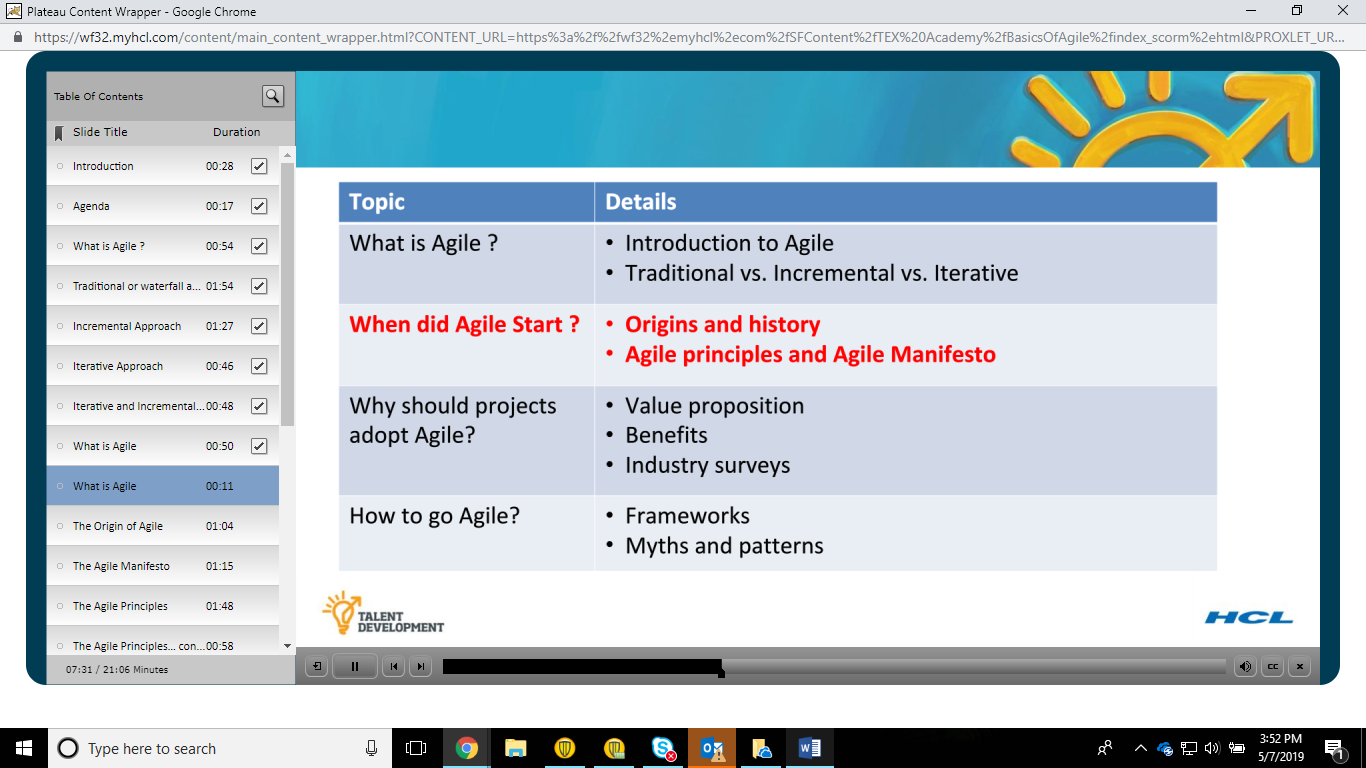 Plateau Content Wrapper - Google Chrome
https://wf32.myhcl.com/content/main_content_wrapper.html?CONTENT_URL=https%3a%2f%2fwf32%2emyhcl%2ecom%2fSFContent%2fTEX%20Academy%2fBasicsOfAgile%2findex_scorm%2ehtml&PROXLET_UR...
Table Of Contents
Slide Title Duration
Introduction 00:28
Agenda 00:17
What is Agile ? 00:54
Traditional or waterfall a... 01:54
Incremental Approach 01:27
Iterative Approach 00:46
Iterative and Incremental... 00:48
What is Agile 00:50
What is Agile 00:11
The Origin of Agile 01:04
The Agile Manifesto 01:15
The Agile Principles 01:48
The Agile Principles... con... 00:58
07:31 / 21:06 Minutes
Topic Details
What is Agile ? • Introduction to Agile
• Traditional vs. Incremental vs. Iterative
When did Agile Start ? • Origins and history
• Agile principles and Agile Manifesto
Why should projects adopt Agile? • Value proposition
• Benefits
• Industry surveys
How to go Agile? • Frameworks
• Myths and patterns
TALENT
DEVELOPMENT
HCL
CC
Type here to search
3:52 PM
5/7/2019
1